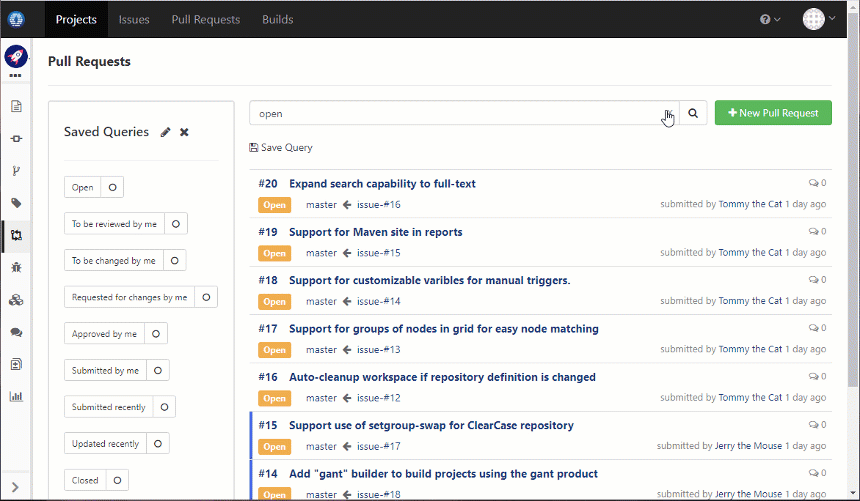 Projects Issues Pull Requests Builds
Pull Requests
Saved Queries
Open
To be reviewed by me
To be changed by me
Requested for changes by me
Approved by me
Submitted by me
Submitted recently
Updated recently
Closed
open
New Pull Request
Save Query
#20 Expand search capability to full-text 0
Open master issue-#16 submitted by Tommy the Cat 1 day ago
#19 Support for Maven site in reports 0
Open master issue-#15 submitted by Tommy the Cat 1 day ago
#18 Support for customizable varibles for manual triggers. 0
Open master issue-#14 submitted by Tommy the Cat 1 day ago
#17 Support for groups of nodes in grid for easy node matching 0
Open master issue-#13 submitted by Tommy the Cat 1 day ago
#16 Auto-cleanup workspace if repository definition is changed 0
Open master issue-#12 submitted by Tommy the Cat 1 day ago
#15 Support use of setgroup-swap for ClearCase repository 0
Open master issue-#17 submitted by Jerry the Mouse 1 day ago
#14 Add "gant" builder to build projects using the gant product 0
Open master issue-#18 submitted by Jerry the Mouse 1 day ago